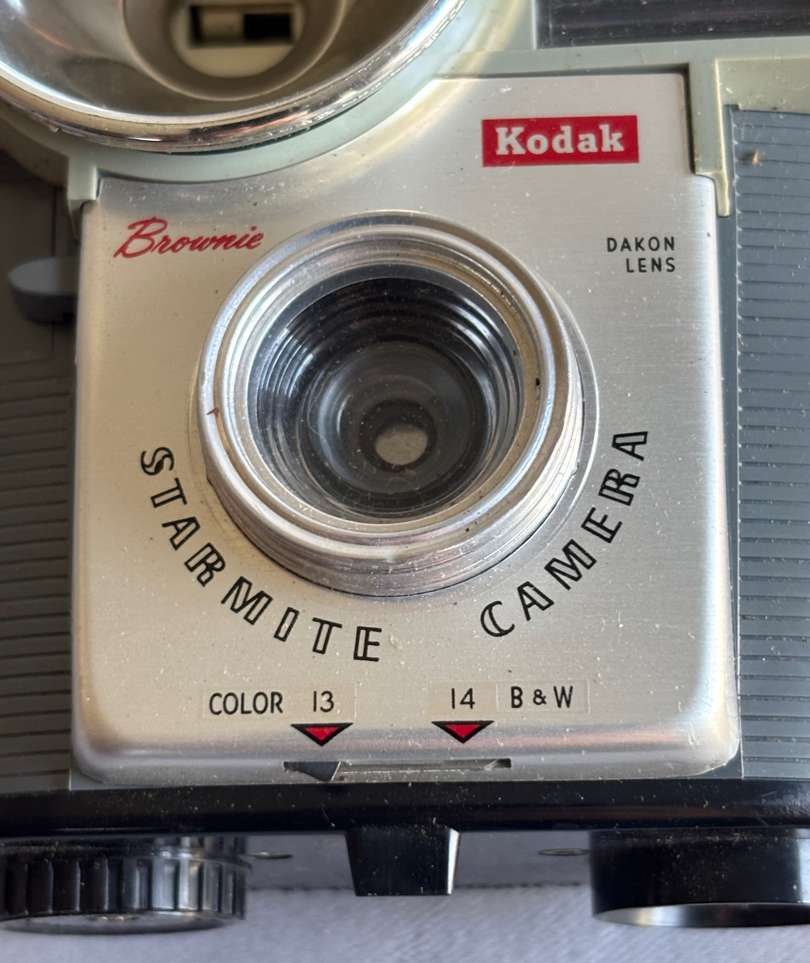 Kodak
Brownie
DAKON
LENS
STARMITE CAMERA
COLOR 13 14 B & W